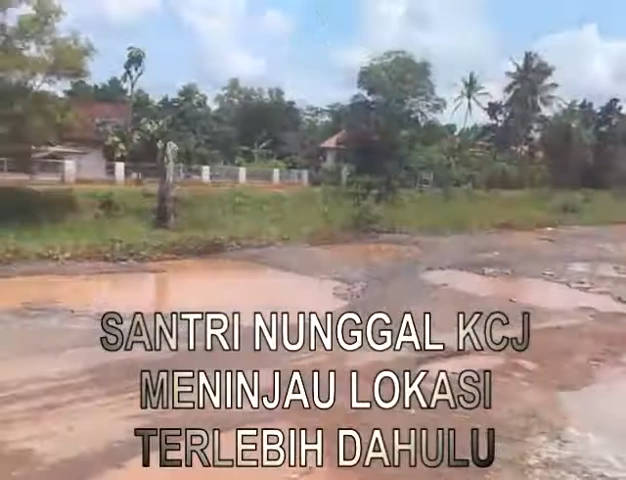 SANTRI NUNGGAL KCJ
MENINJAU LOKASI
TERLEBIH DAHULU